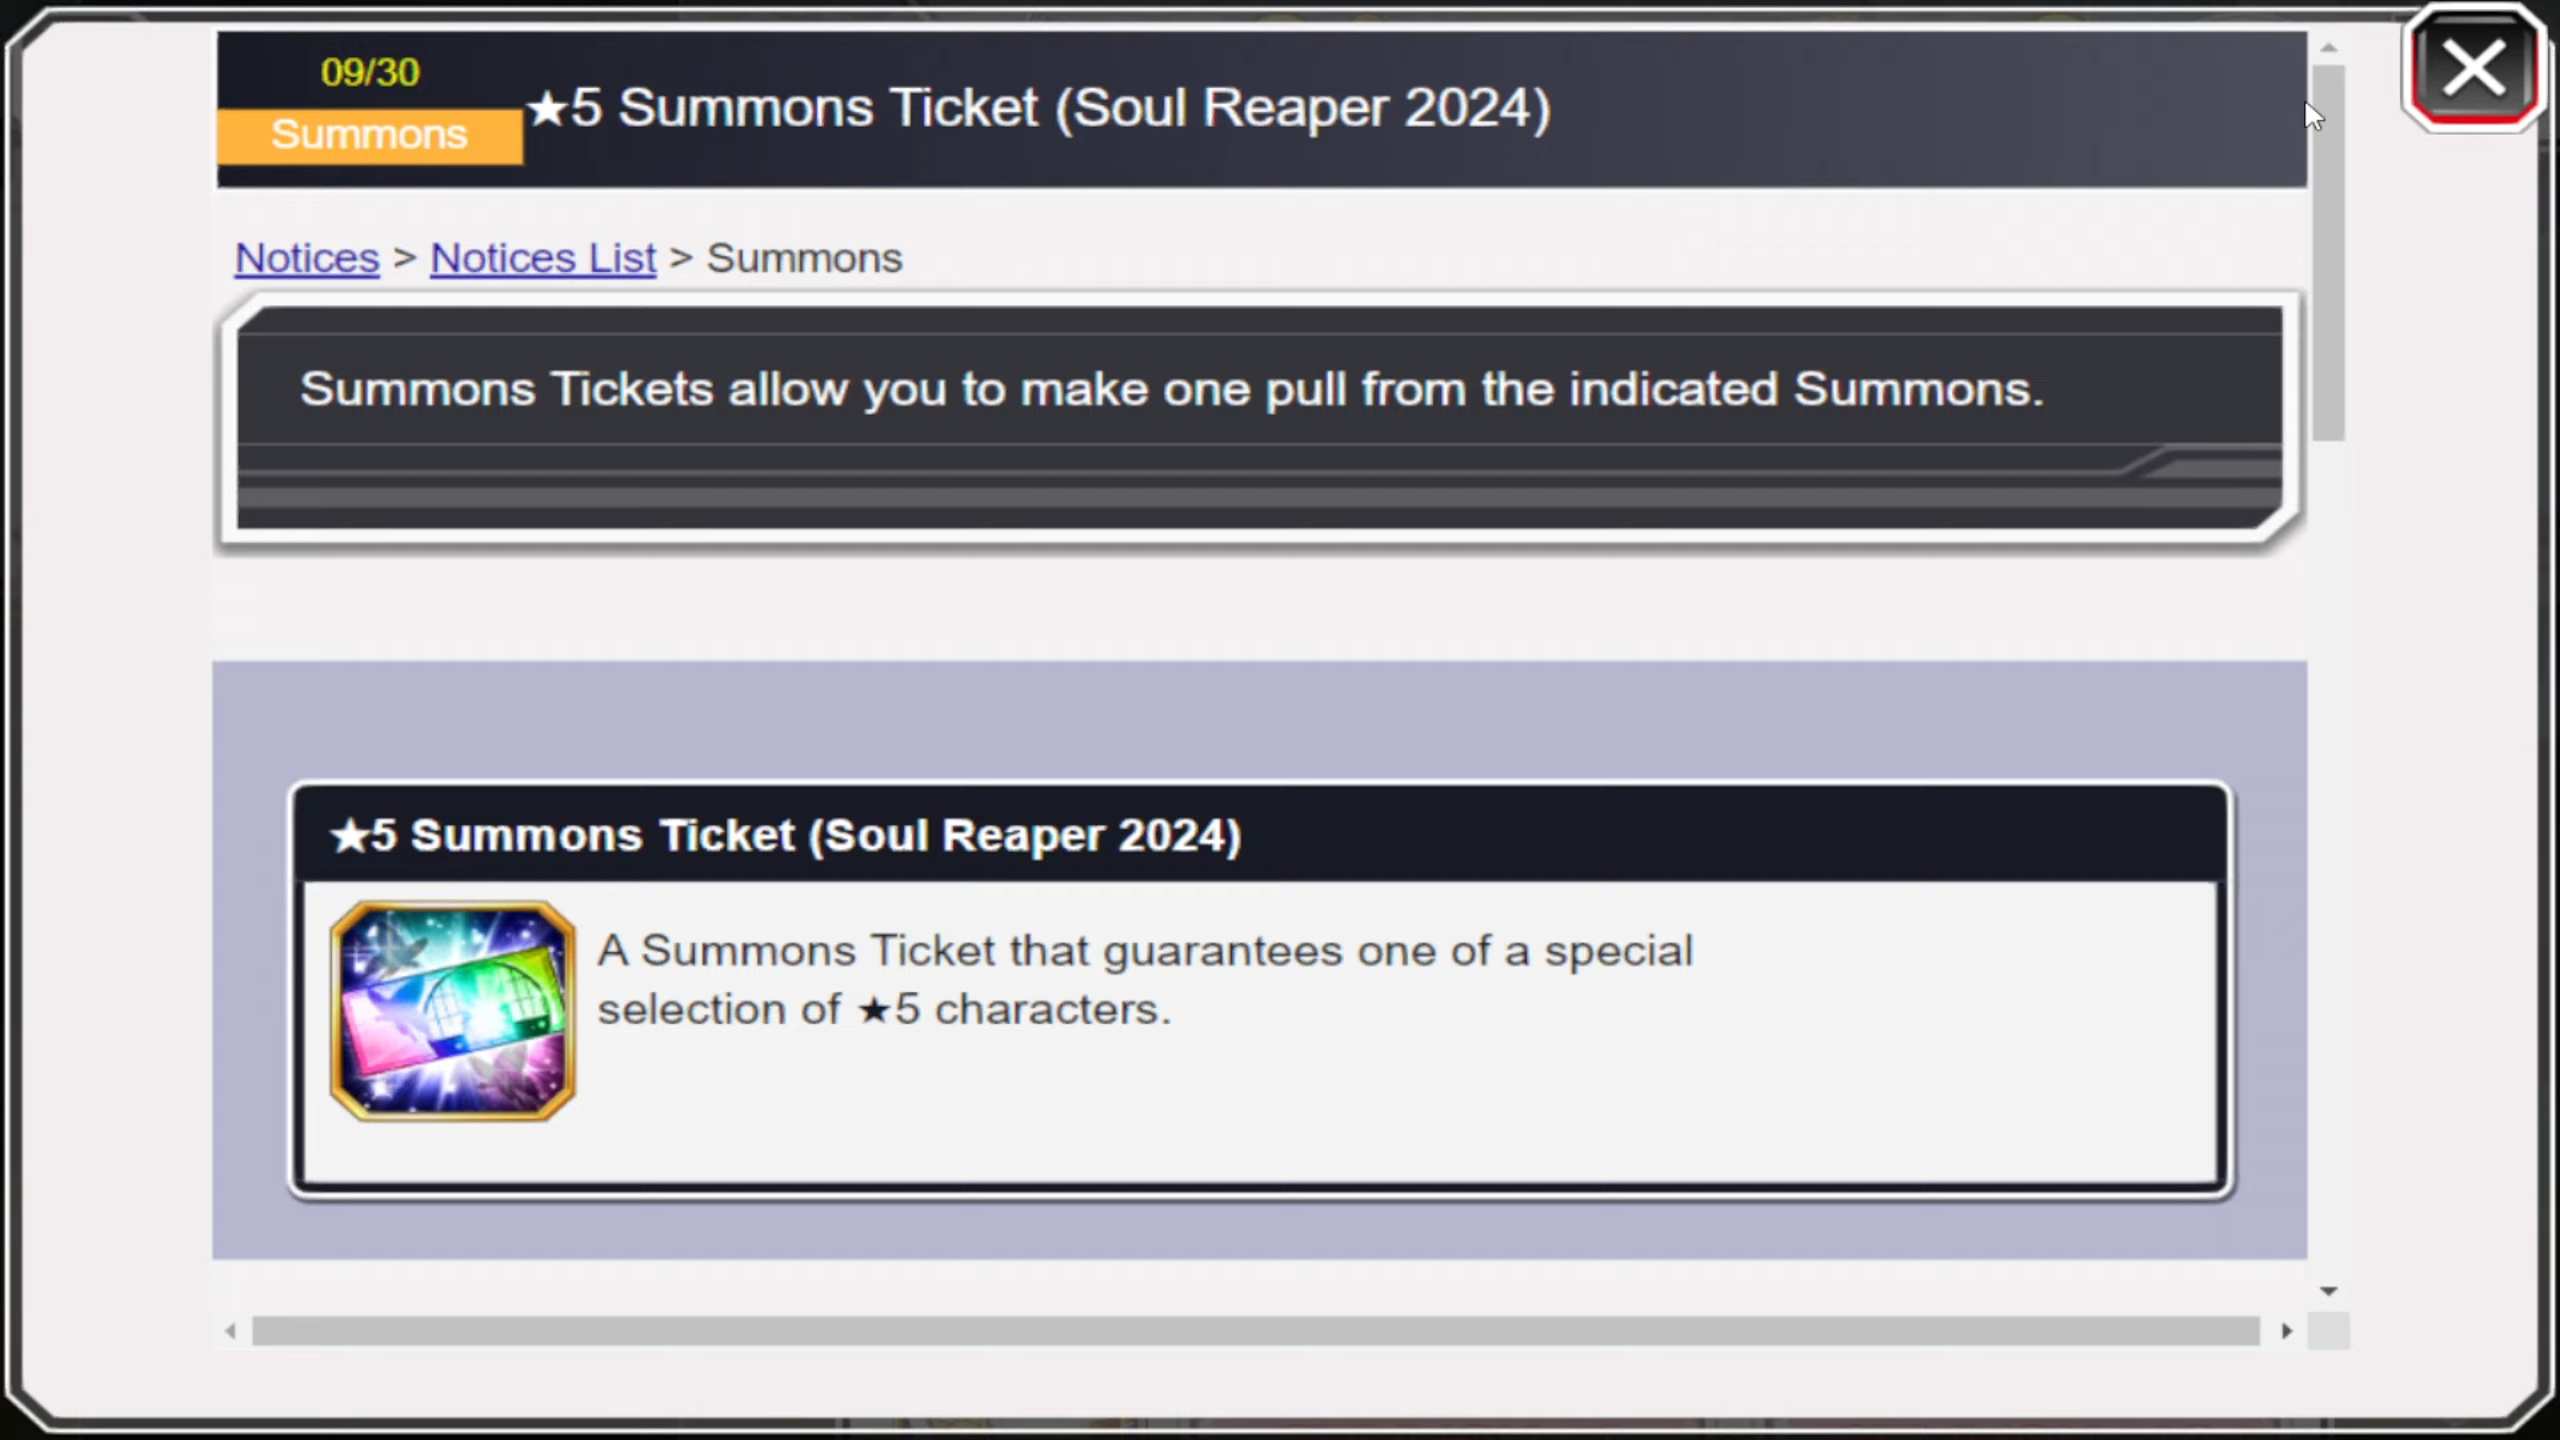 09/30
Summons
★5 Summons Ticket (Soul Reaper 2024)
Notices > Notices List > Summons
Summons Tickets allow you to make one pull from the indicated Summons.
★5 Summons Ticket (Soul Reaper 2024)
A Summons Ticket that guarantees one of a special
selection of ★5 characters.